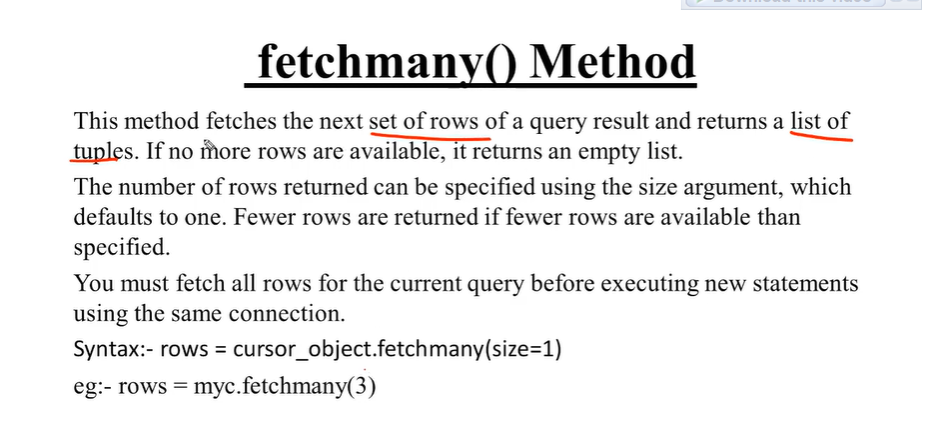 Download this video
fetchmany() Method
This method fetches the next set of rows of a query result and returns a list of
tuples. If no more rows are available, it returns an empty list.
The number of rows returned can be specified using the size argument, which
defaults to one. Fewer rows are returned if fewer rows are available than
specified.
You must fetch all rows for the current query before executing new statements
using the same connection.
Syntax:- rows = cursor_object.fetchmany(size=1)
eg:- rows = myc.fetchmany(3)